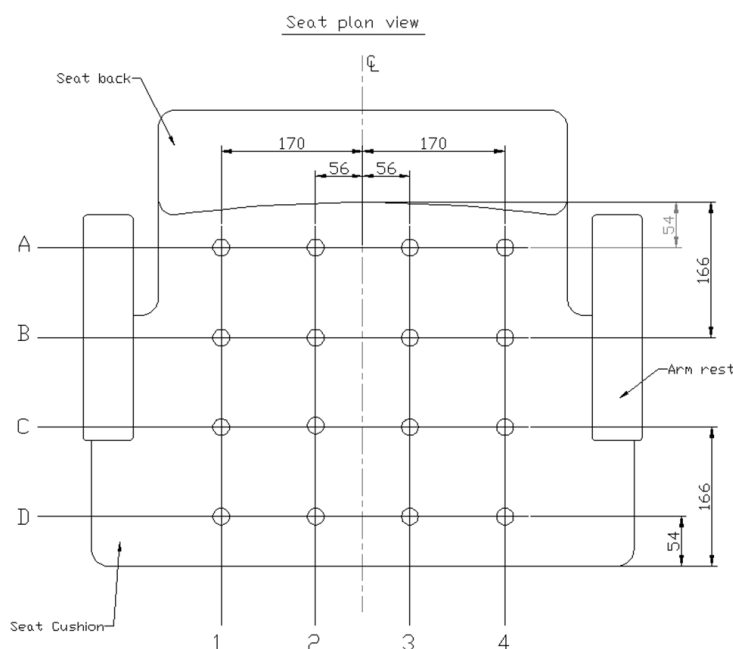 Seat plan view
℄
Seat back
170 170
56 56
54
A
166
B
Arm rest
C
166
D
54
Seat Cushion
1 2 3 4